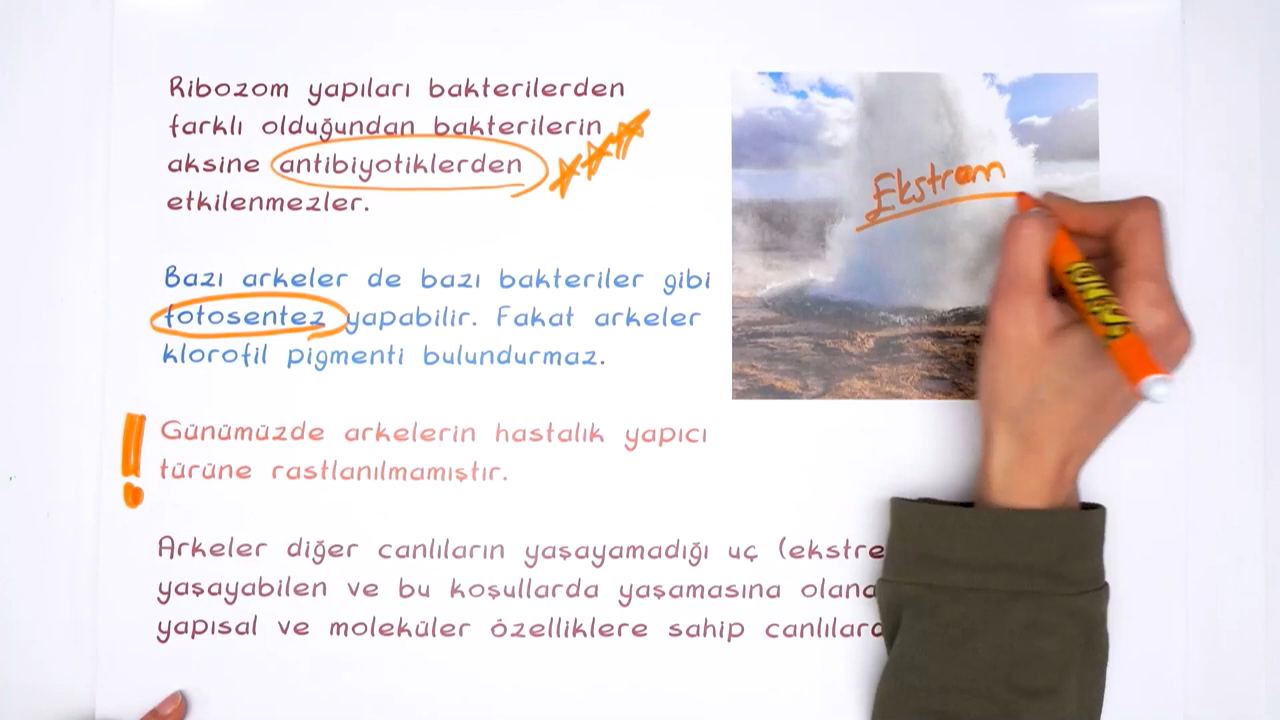 Ribozom yapıları bakterilerden
farklı olduğundan bakterilerin
aksine antibiyotiklerden
etkilenmezler.
Bazı arkeler de bazı bakteriler gibi
fotosentez yapabilir. Fakat arkeler
klorofil pigmenti bulundurmaz.
Günümüzde arkelerin hastalık yapıcı
türüne rastlanılmamıştır.
Arkeler diğer canlıların yaşayamadığı uç (ekstre
yaşayabilen ve bu koşullarda yaşamasına olana
yapısal ve moleküler özelliklere sahip canlılard
Ekstrem